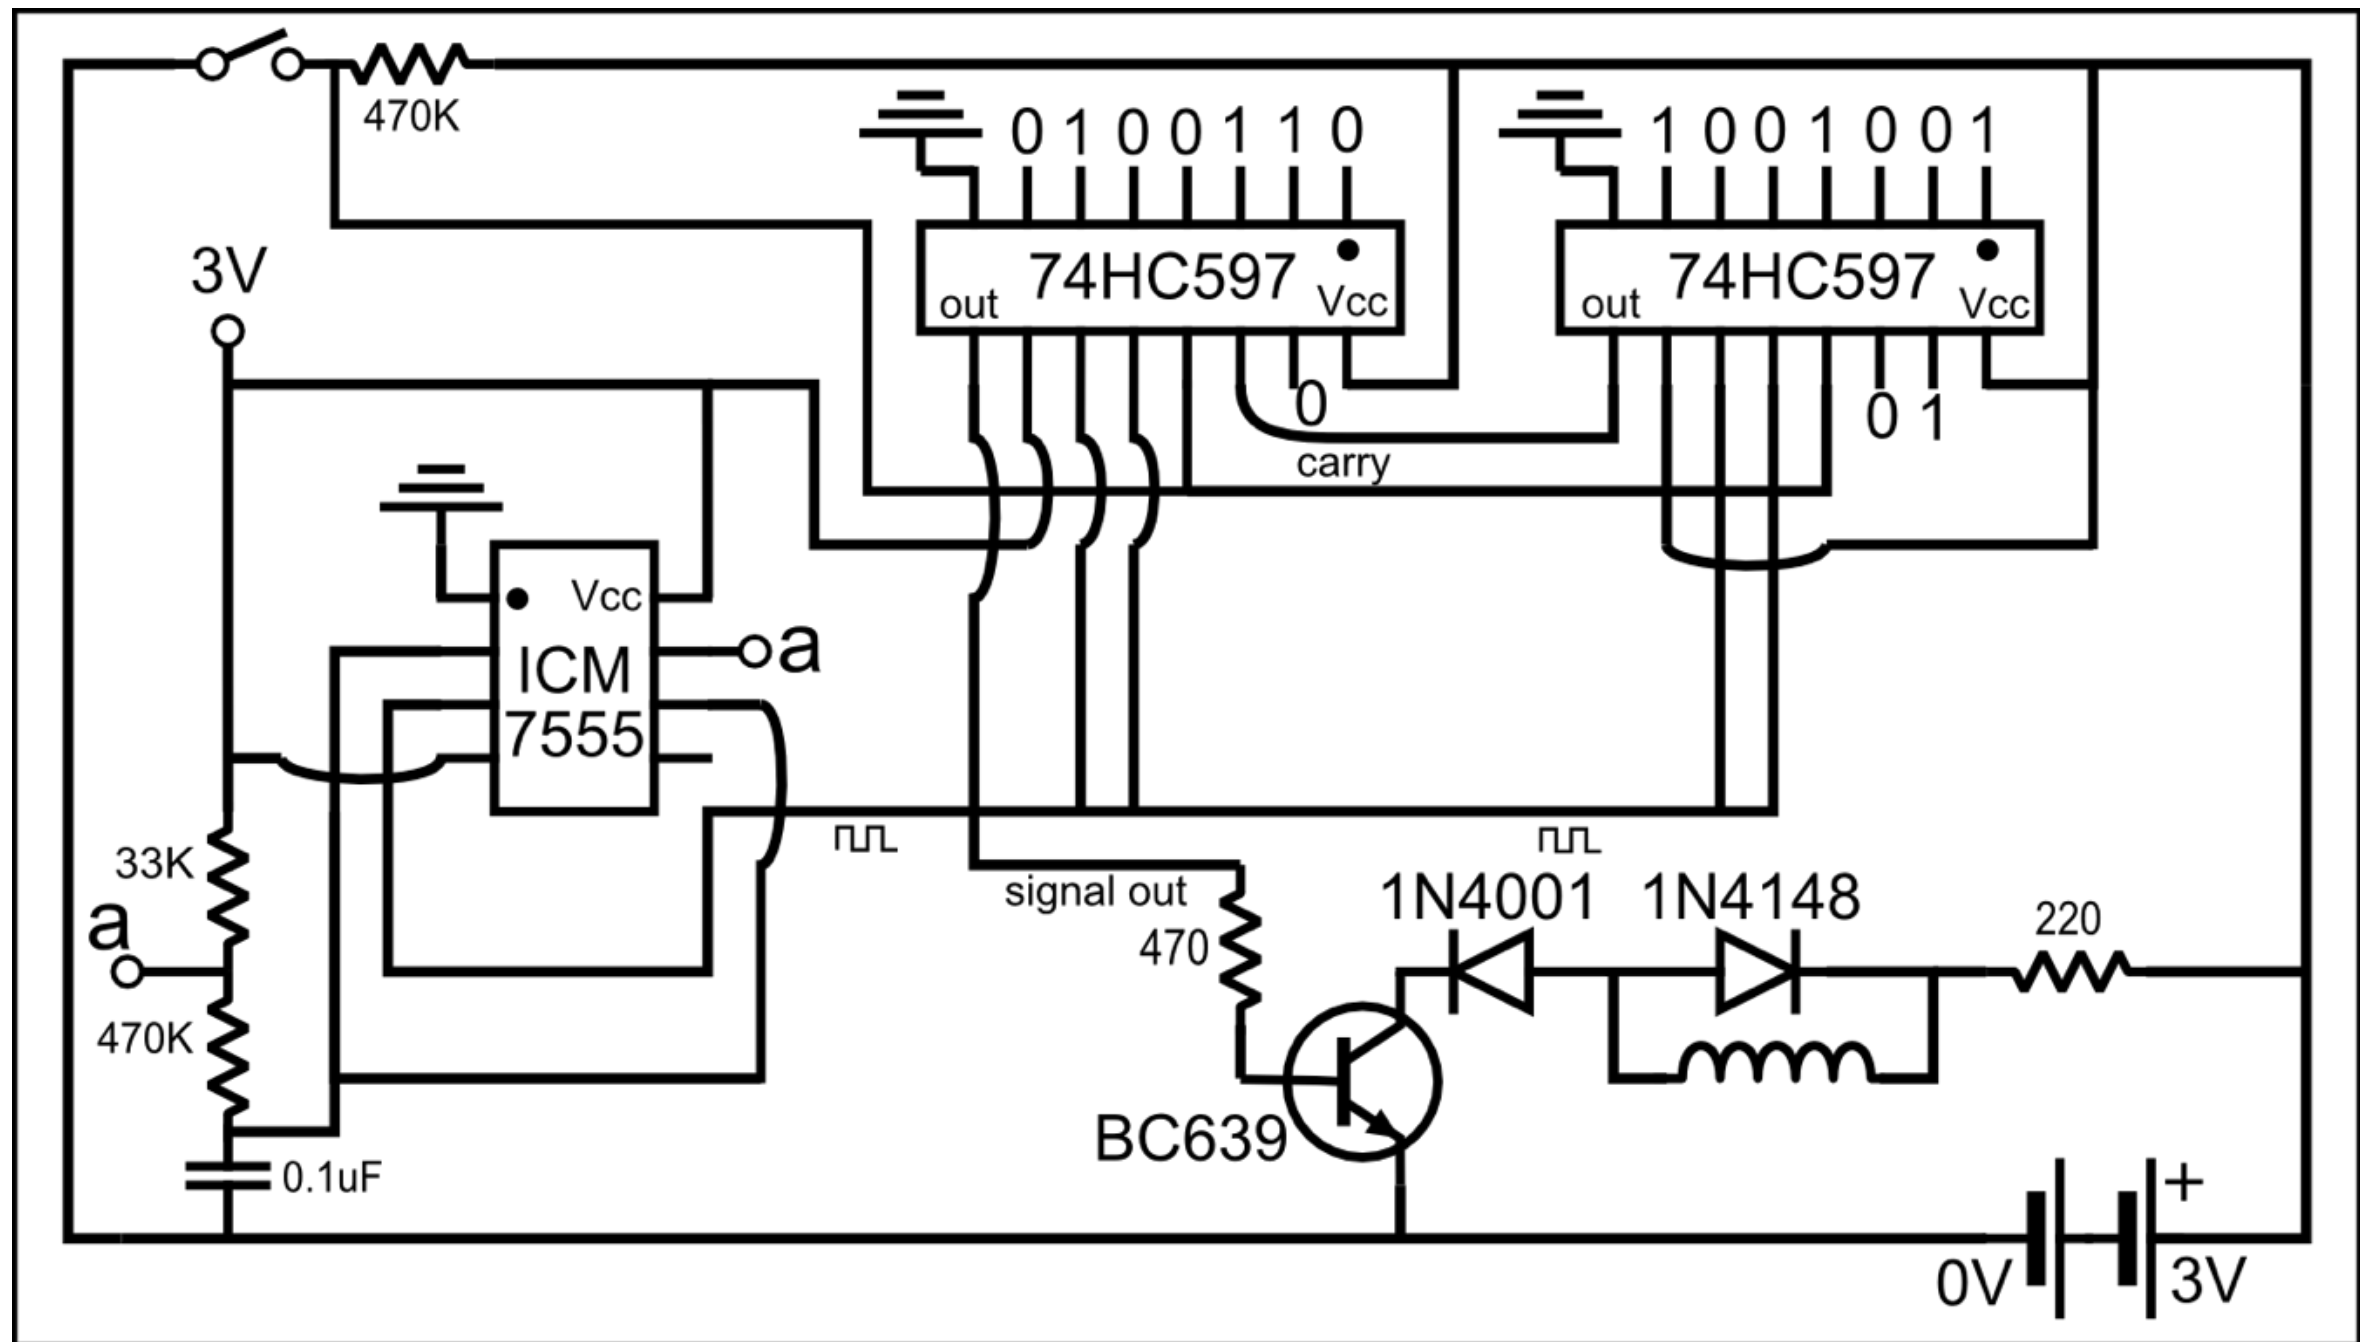 470K
0 1 0 0 1 1 0
1 0 0 1 0 0 1
3V
74HC597
out
Vcc
74HC597
out
Vcc
0
0 1
carry
Vcc
ICM
7555
a
33K
a
470K
0.1uF
signal out
470
1N4001
1N4148
220
BC639
+
0V
3V